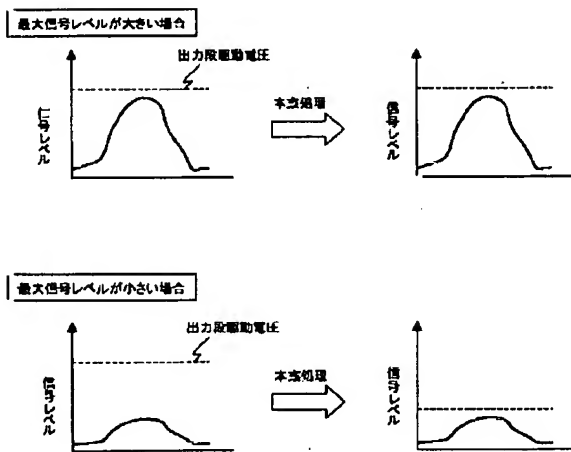 最大信号レベルが大きい場合
出力段駆動電圧
信号レベル
本案処理
信号レベル
最大信号レベルが小さい場合
出力段駆動電圧
信号レベル
本案処理
信号レベル